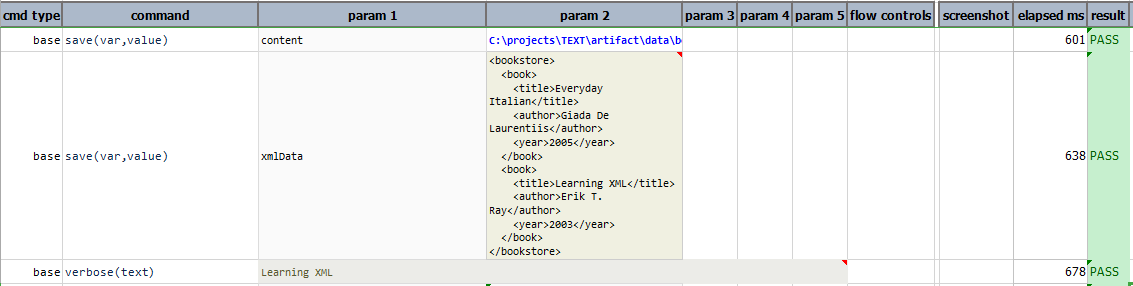 cmd type command param 1 param 2 param 3 param 4 param 5 flow controls screenshot elapsed ms result
base save(var,value) content C:\projects\TEXT\artifact\data\b 601 PASS
<bookstore>
<book>
<title>Everyday
Italian</title>
<author>Giada De
Laurentiis</author>
<year>2005</year>
</book>
base save(var,value) xmlData 638 PASS
<book>
<title>Learning XML</title>
<author>Erik T.
Ray</author>
<year>2003</year>
</book>
</bookstore>
base verbose(text) Learning XML 678 PASS